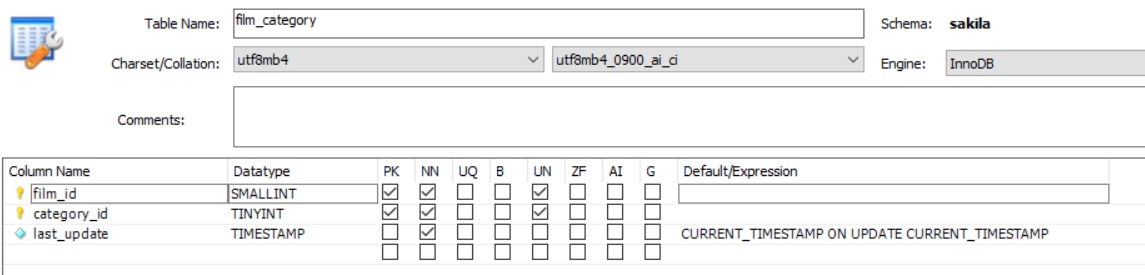 Table Name: film_category Schema: sakila
Charset/Collation: utf8mb4 utf8mb4_0900_ai_ci Engine: InnoDB
Comments:
Column Name Datatype PK NN UQ B UN ZF AI G Default/Expression
film_id SMALLINT
category_id TINYINT
last_update TIMESTAMP CURRENT_TIMESTAMP ON UPDATE CURRENT_TIMESTAMP